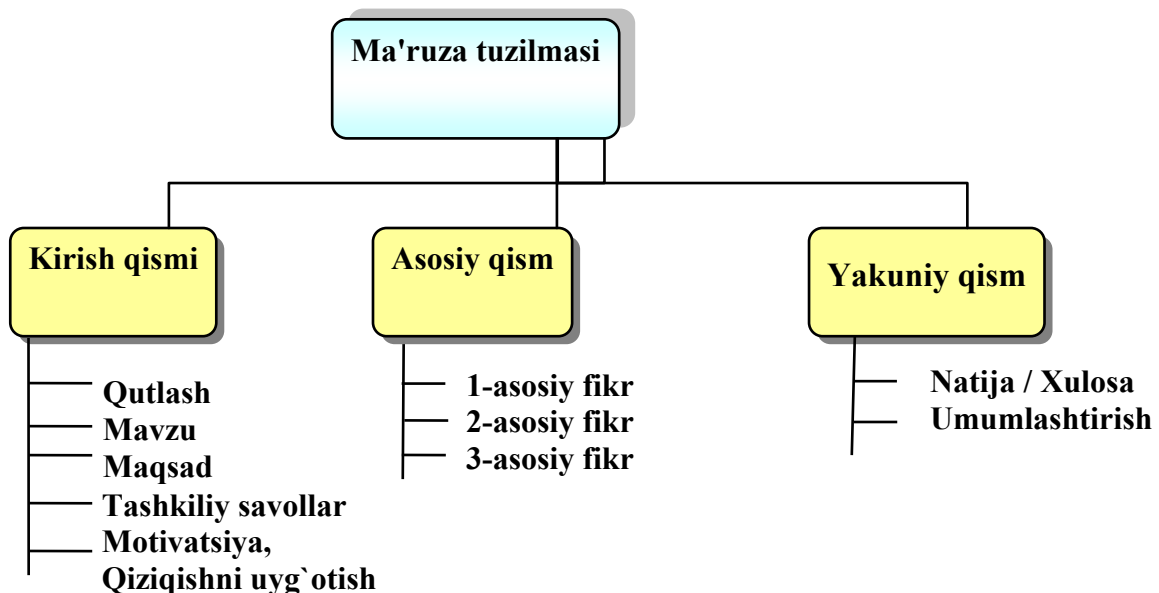 Ma'ruza tuzilmasi
Kirish qismi
Qutlash
Mavzu
Maqsad
Tashkiliy savollar
Motivatsiya,
Qiziqishni uyg`otish
Asosiy qism
1-asosiy fikr
2-asosiy fikr
3-asosiy fikr
Yakuniy qism
Natija / Xulosa
Umumlashtirish